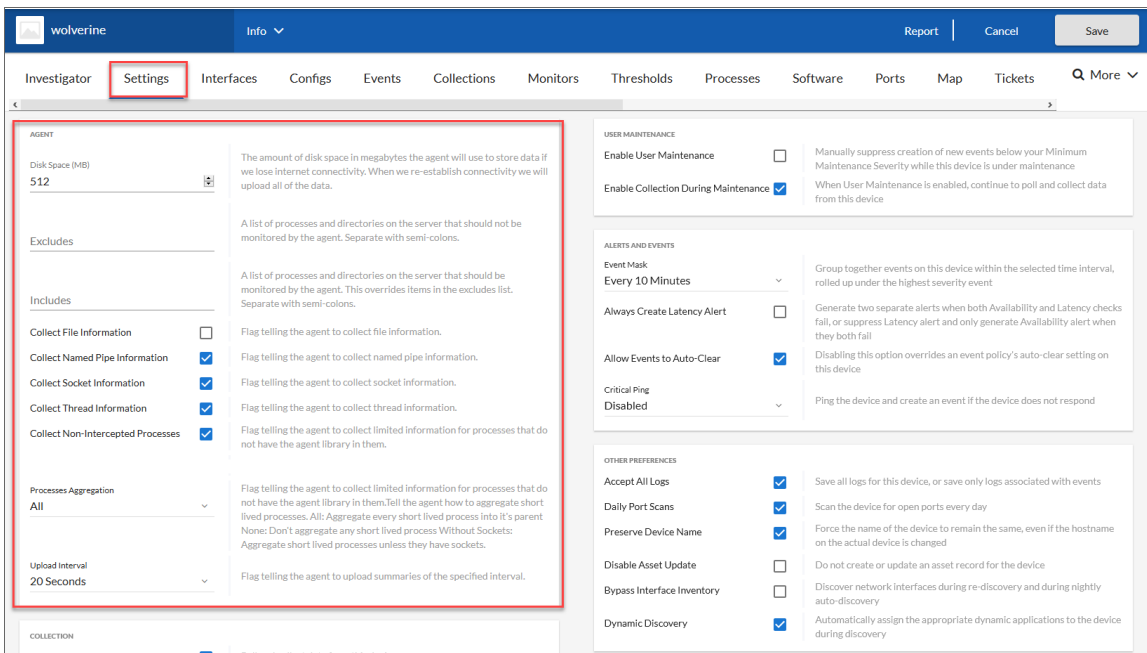 wolverine
Info
Report
Cancel
Save
Investigator
Settings
Interfaces
Configs
Events
Collections
Monitors
Thresholds
Processes
Software
Ports
Map
Tickets
More
AGENT
Disk Space (MB)
512
The amount of disk space in megabytes the agent will use to store data if
we lose internet connectivity. When we re-establish connectivity we will
upload all of the data.
Excludes
A list of processes and directories on the server that should not be
monitored by the agent. Separate with semi-colons.
Includes
A list of processes and directories on the server that should be
monitored by the agent. This overrides items in the excludes list.
Separate with semi-colons.
Collect File Information
Flag telling the agent to collect file information.
Collect Named Pipe Information
Flag telling the agent to collect named pipe information.
Collect Socket Information
Flag telling the agent to collect socket information.
Collect Thread Information
Flag telling the agent to collect thread information.
Collect Non-Intercepted Processes
Flag telling the agent to collect limited information for processes that do
not have the agent library in them.
Processes Aggregation
All
Flag telling the agent to collect limited information for processes that do
not have the agent library in them.Tell the agent how to aggregate short
lived processes. All: Aggregate every short lived process into it's parent
None: Don't aggregate any short lived process Without Sockets:
Aggregate short lived processes unless they have sockets.
Upload Interval
20 Seconds
Flag telling the agent to upload summaries of the specified interval.
COLLECTION
USER MAINTENANCE
Enable User Maintenance
Manually suppress creation of new events below your Minimum
Maintenance Severity while this device is under maintenance
Enable Collection During Maintenance
When User Maintenance is enabled, continue to poll and collect data
from this device
ALERTS AND EVENTS
Event Mask
Every 10 Minutes
Group together events on this device within the selected time interval,
rolled up under the highest severity event
Always Create Latency Alert
Generate two separate alerts when both Availability and Latency checks
fail, or suppress Latency alert and only generate Availability alert when
they both fail
Allow Events to Auto-Clear
Disabling this option overrides an event policy's auto-clear setting on
this device
Critical Ping
Disabled
Ping the device and create an event if the device does not respond
OTHER PREFERENCES
Accept All Logs
Save all logs for this device, or save only logs associated with events
Daily Port Scans
Scan the device for open ports every day
Preserve Device Name
Force the name of the device to remain the same, even if the hostname
on the actual device is changed
Disable Asset Update
Do not create or update an asset record for the device
Bypass Interface Inventory
Discover network interfaces during re-discovery and during nightly
auto-discovery
Dynamic Discovery
Automatically assign the appropriate dynamic applications to the device
during discovery